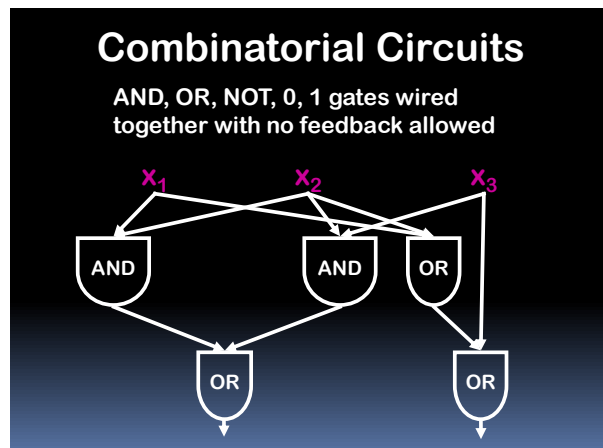 Combinatorial Circuits
AND, OR, NOT, 0, 1 gates wired
together with no feedback allowed
x₁ x₂ x₃
AND AND OR
OR OR